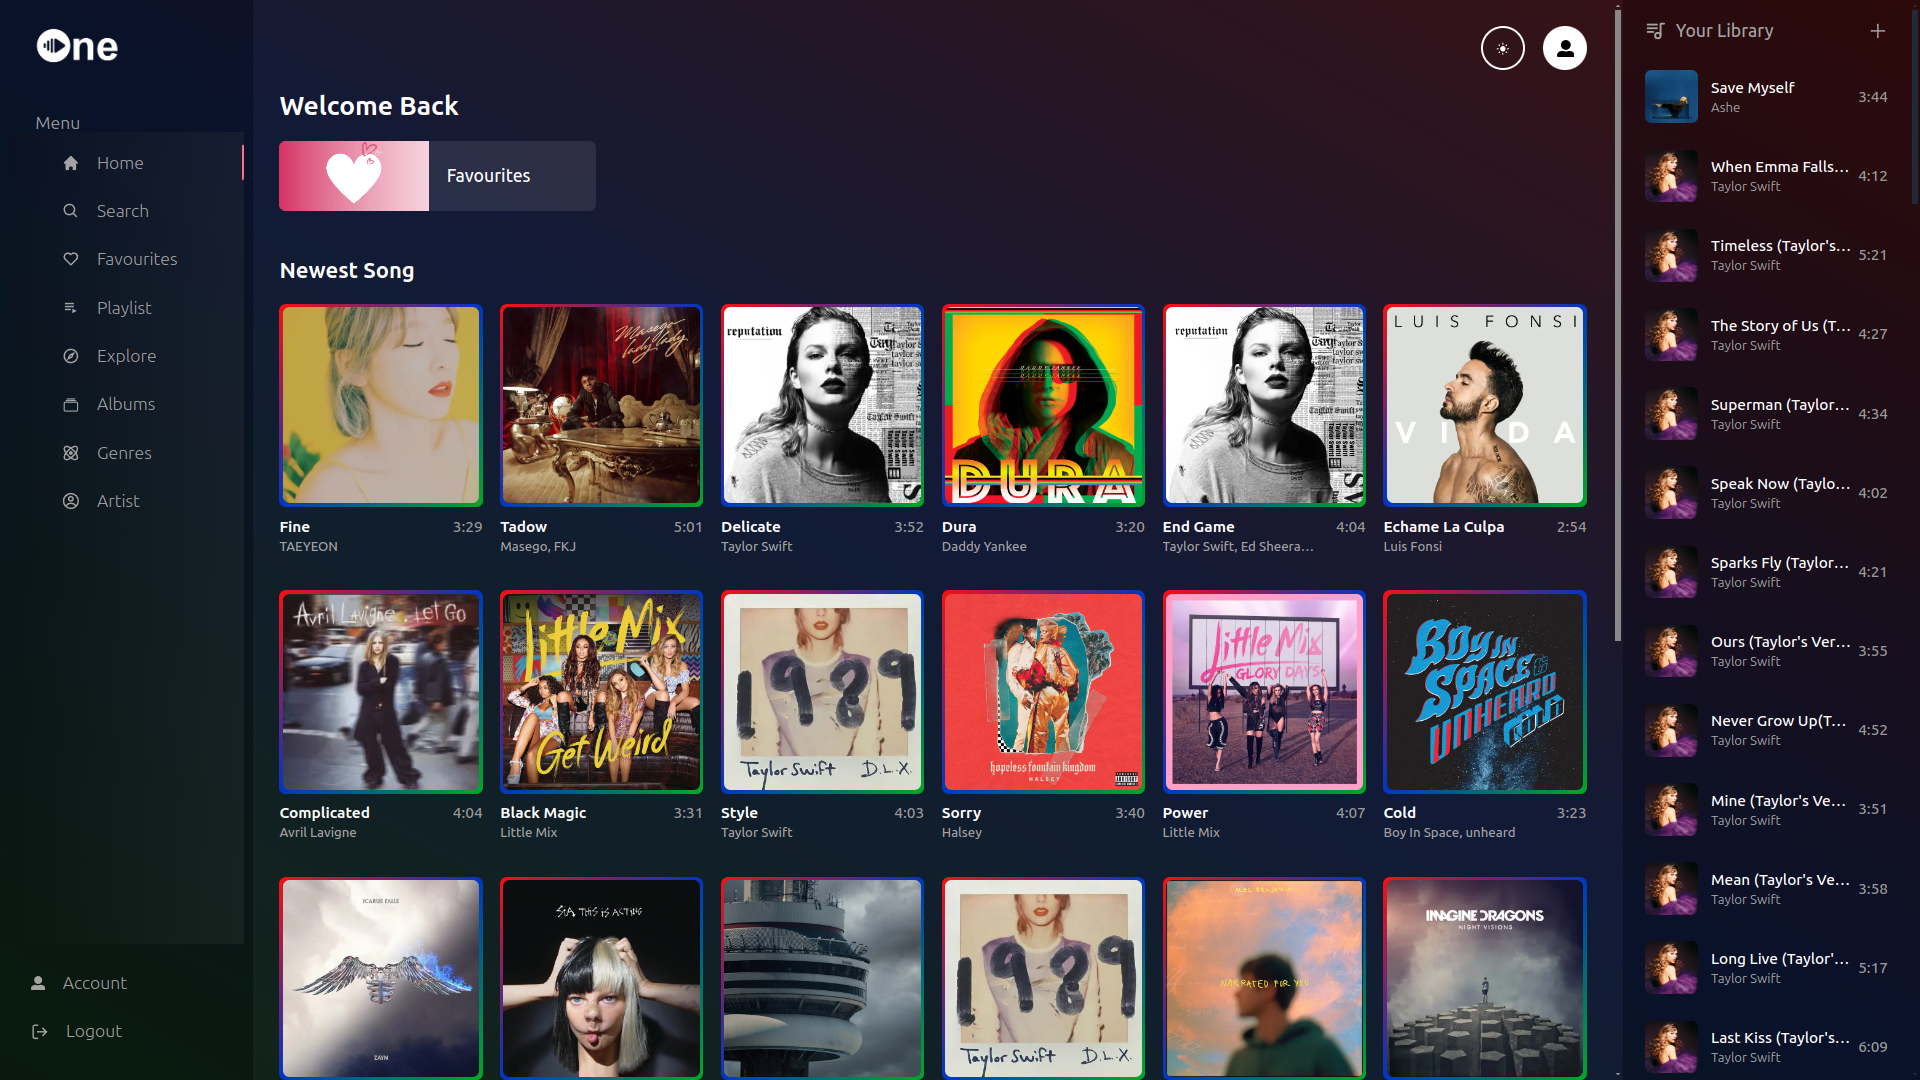 One
Menu
Home
Search
Favourites
Playlist
Explore
Albums
Genres
Artist
Account
Logout
Welcome Back
Favourites
Newest Song
reputation
DURA
reputation
LUIS FONSI
VIDA
Fine 3:29
TAEYEON
Tadow 5:01
Masego, FKJ
Delicate 3:52
Taylor Swift
Dura 3:20
Daddy Yankee
End Game 4:04
Taylor Swift, Ed Sheera...
Echame La Culpa 2:54
Luis Fonsi
Avril Lavigne . Let Go
Little Mix
Get Weird
1989
Taylor Swift D.L.X.
hopeless fountain kingdom
HALSEY
Little Mix
GLORY DAYS
BOY IN
SPACE
UNHEARD
Complicated 4:04
Avril Lavigne
Black Magic 3:31
Little Mix
Style 4:03
Taylor Swift
Sorry 3:40
Halsey
Power 4:07
Little Mix
Cold 3:23
Boy In Space, unheard
ICARUS FALLS
ZAYN
SIA THIS IS ACTING
1989
Taylor Swift D.L.X.
ALEC BENJAMIN
NARRATED FOR YOU
IMAGINE DRAGONS
NIGHT VISIONS
Your Library
Save Myself
Ashe
3:44
When Emma Falls...
Taylor Swift
4:12
Timeless (Taylor's...
Taylor Swift
5:21
The Story of Us (T...
Taylor Swift
4:27
Superman (Taylor...
Taylor Swift
4:34
Speak Now (Taylo...
Taylor Swift
4:02
Sparks Fly (Taylor...
Taylor Swift
4:21
Ours (Taylor's Ver...
Taylor Swift
3:55
Never Grow Up(T...
Taylor Swift
4:52
Mine (Taylor's Ve...
Taylor Swift
3:51
Mean (Taylor's Ve...
Taylor Swift
3:58
Long Live (Taylor'...
Taylor Swift
5:17
Last Kiss (Taylor's...
Taylor Swift
6:09